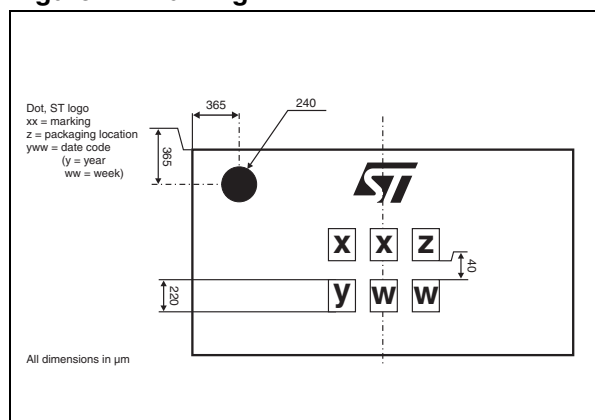 Dot, ST logo
xx = marking
z = packaging location
yww = date code
(y = year
ww = week)
365
240
365
ST
x x z
40
y w w
220
All dimensions in µm